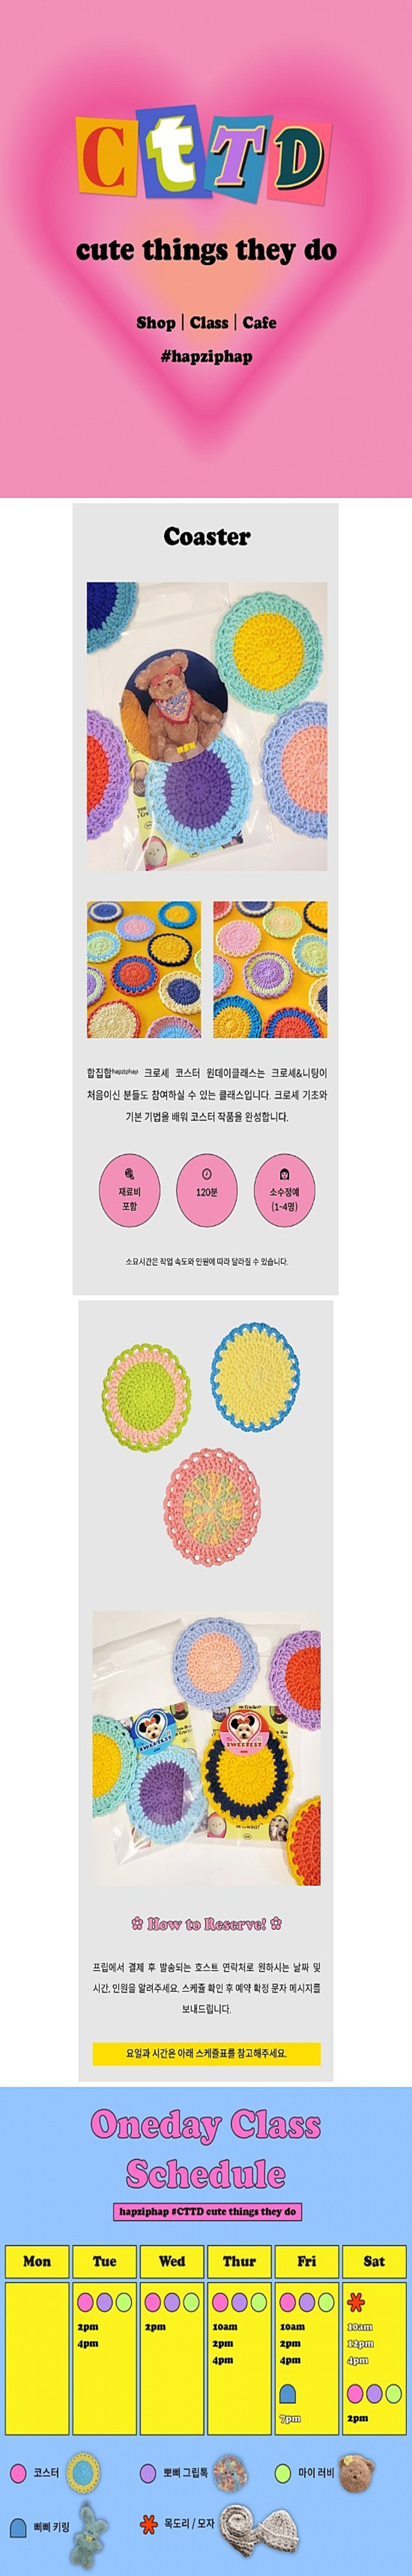 CTTD
cute things they do
Shop | Class | Cafe
#hapziphap
Coaster
합집합hapziphap 크로셰 코스터 원데이클래스는 크로셰&니팅이
처음이신 분들도 참여하실 수 있는 클래스입니다. 크로셰 기초와
기본 기법을 배워 코스터 작품을 완성합니다.
재료비
포함
120분
소수정예
(1-4명)
소요시간은 작업 속도와 인원에 따라 달라질 수 있습니다.
SWEETEST
SWEETEST
✿ How to Reserve! ✿
프립에서 결제 후 발송되는 호스트 연락처로 원하시는 날짜 및
시간, 인원을 알려주세요. 스케줄 확인 후 예약 확정 문자 메시지를
보내드립니다.
요일과 시간은 아래 스케줄표를 참고해주세요.
Oneday Class
Schedule
hapziphap #CTTD cute things they do
Mon Tue Wed Thur Fri Sat
2pm
4pm
2pm
10am
2pm
4pm
10am
2pm
4pm
7pm
10am
12pm
4pm
2pm
코스터
뽀삐 그립톡
마이 러비
삐삐 키링
목도리 / 모자